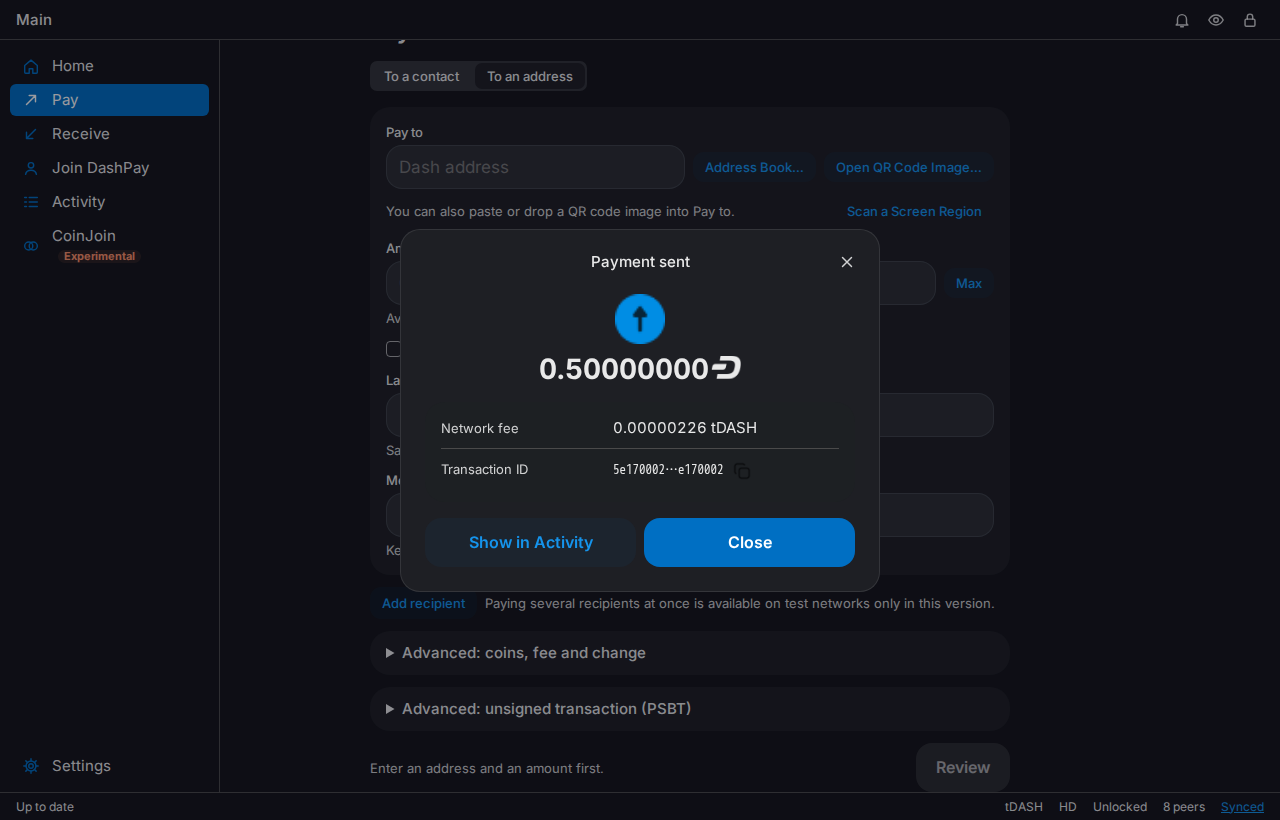 Main
Home
Pay
Receive
Join DashPay
Activity
CoinJoin
Experimental
Settings
To a contact
To an address
Pay to
Dash address
Address Book...
Open QR Code Image...
You can also paste or drop a QR code image into Pay to.
Scan a Screen Region
Max
Payment sent
0.50000000
Network fee
0.00000226 tDASH
Transaction ID
5e170002···e170002
Show in Activity
Close
Add recipient
Paying several recipients at once is available on test networks only in this version.
Advanced: coins, fee and change
Advanced: unsigned transaction (PSBT)
Enter an address and an amount first.
Review
Up to date
tDASH
HD
Unlocked
8 peers
Synced